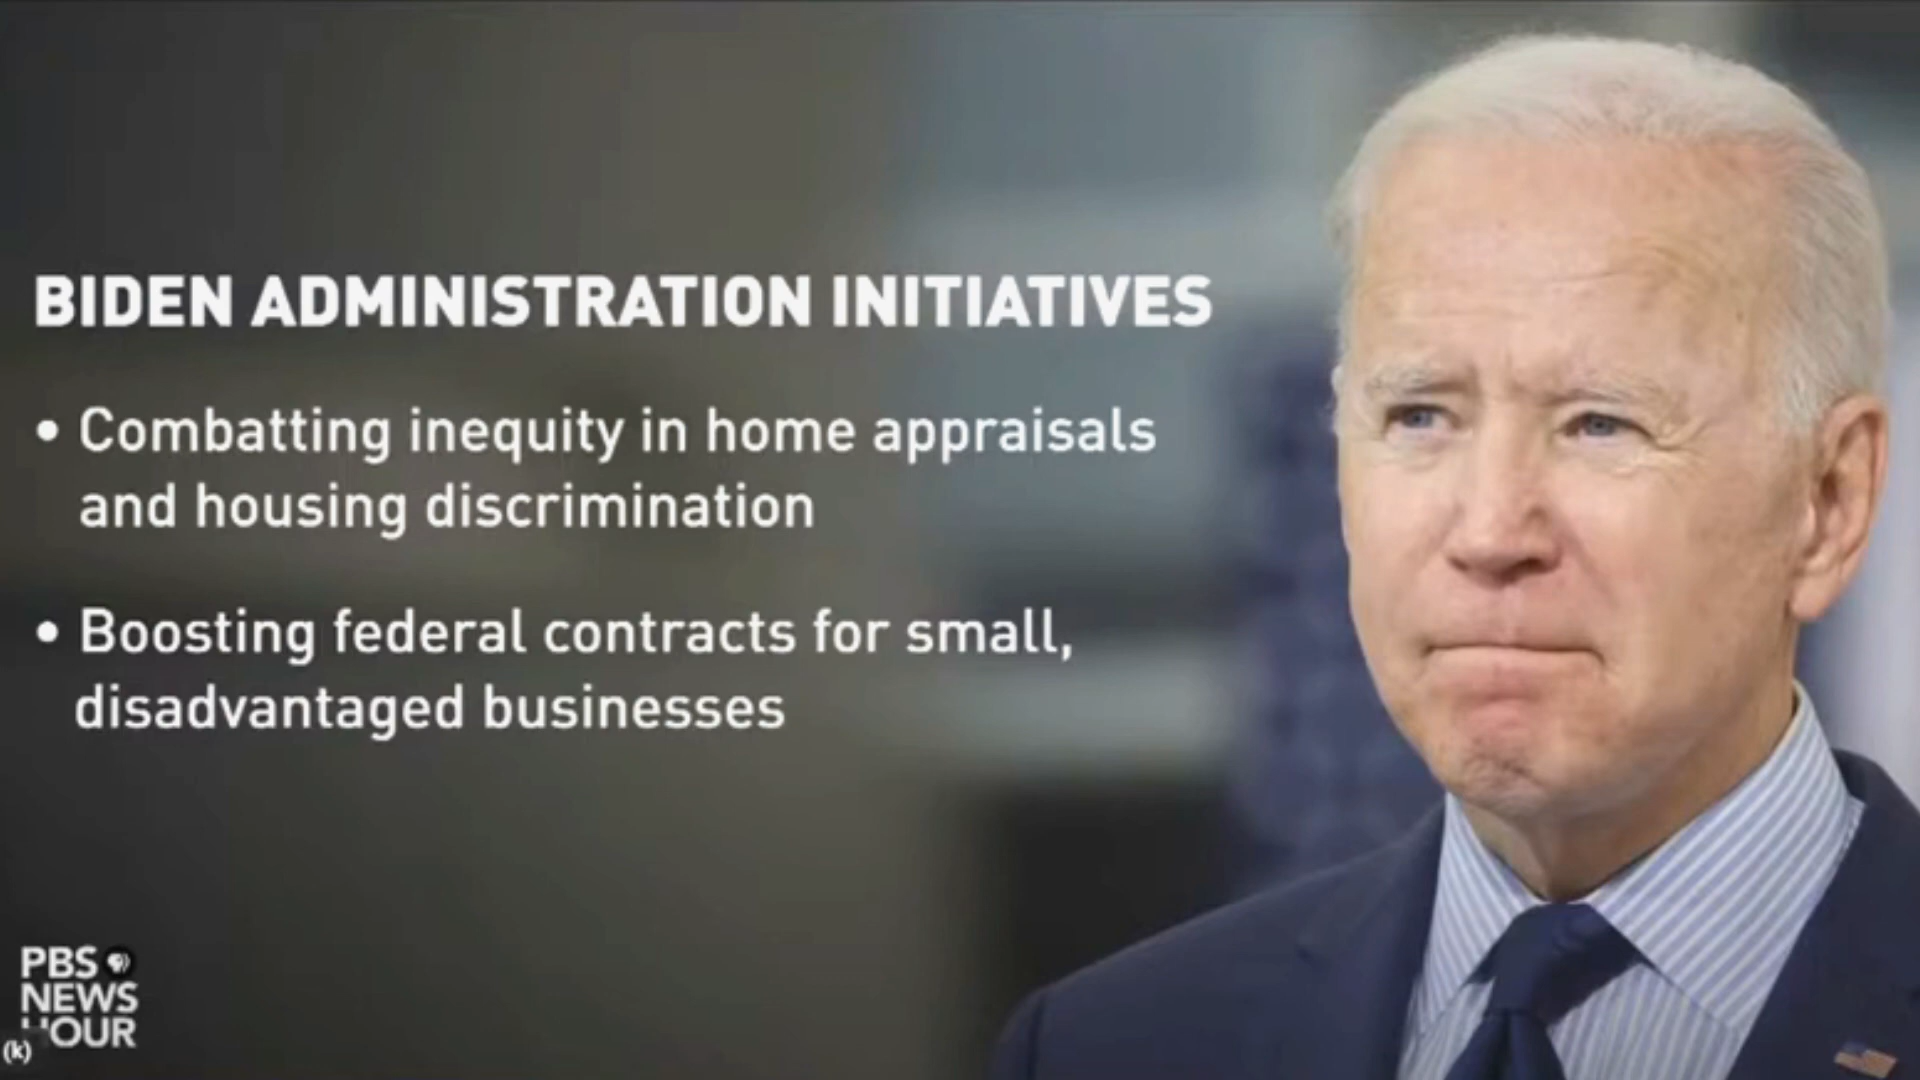 BIDEN ADMINISTRATION INITIATIVES
• Combatting inequity in home appraisals
and housing discrimination
• Boosting federal contracts for small,
disadvantaged businesses
PBS
NEWS
HOUR
(k)